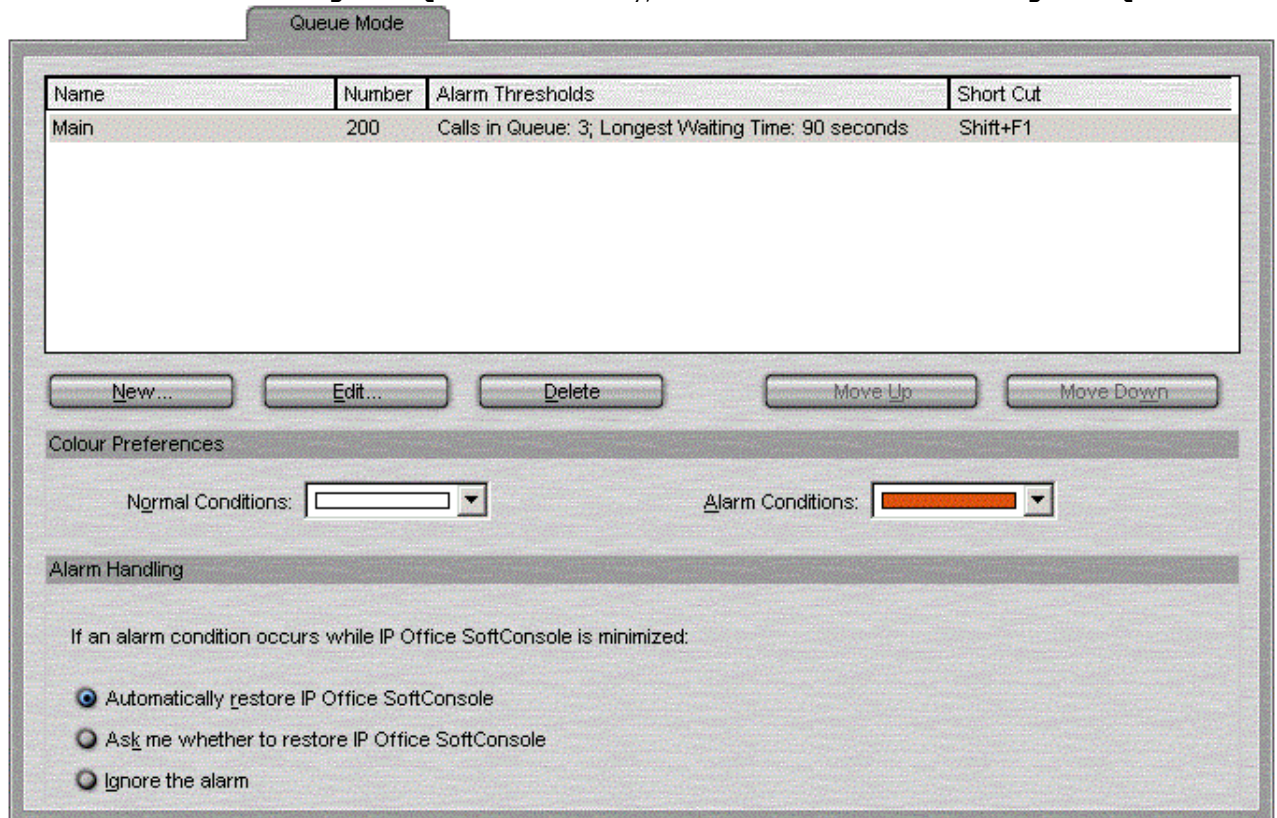 Queue Mode
Name Number Alarm Thresholds Short Cut
Main 200 Calls in Queue: 3; Longest Waiting Time: 90 seconds Shift+F1
New... Edit... Delete Move Up Move Down
Colour Preferences
Normal Conditions: Alarm Conditions:
Alarm Handling
If an alarm condition occurs while IP Office SoftConsole is minimized:
Automatically restore IP Office SoftConsole
Ask me whether to restore IP Office SoftConsole
Ignore the alarm